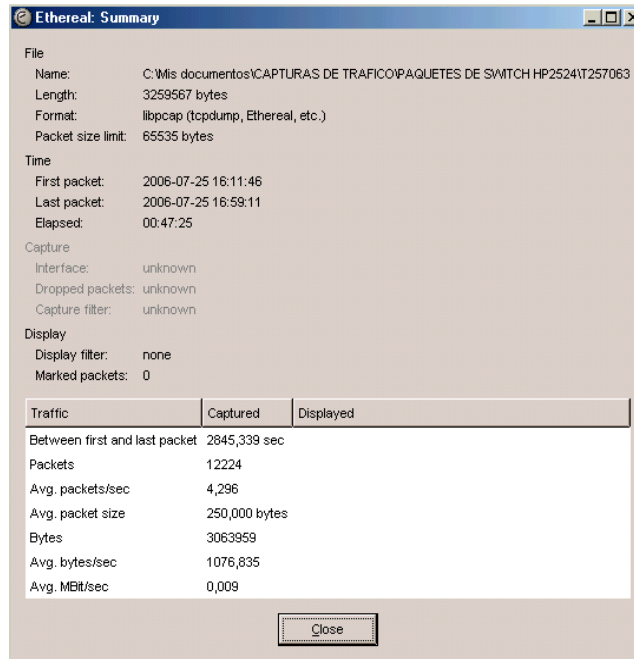 Ethereal: Summary
File
Name: C:\Mis documentos\CAPTURAS DE TRAFICO\PAQUETES DE SWITCH HP2524\T257063
Length: 3259567 bytes
Format: libpcap (tcpdump, Ethereal, etc.)
Packet size limit: 65535 bytes
Time
First packet: 2006-07-25 16:11:46
Last packet: 2006-07-25 16:59:11
Elapsed: 00:47:25
Capture
Interface: unknown
Dropped packets: unknown
Capture filter: unknown
Display
Display filter: none
Marked packets: 0
Traffic Captured Displayed
Between first and last packet 2845,339 sec
Packets 12224
Avg. packets/sec 4,296
Avg. packet size 250,000 bytes
Bytes 3063959
Avg. bytes/sec 1076,835
Avg. MBit/sec 0,009
Close